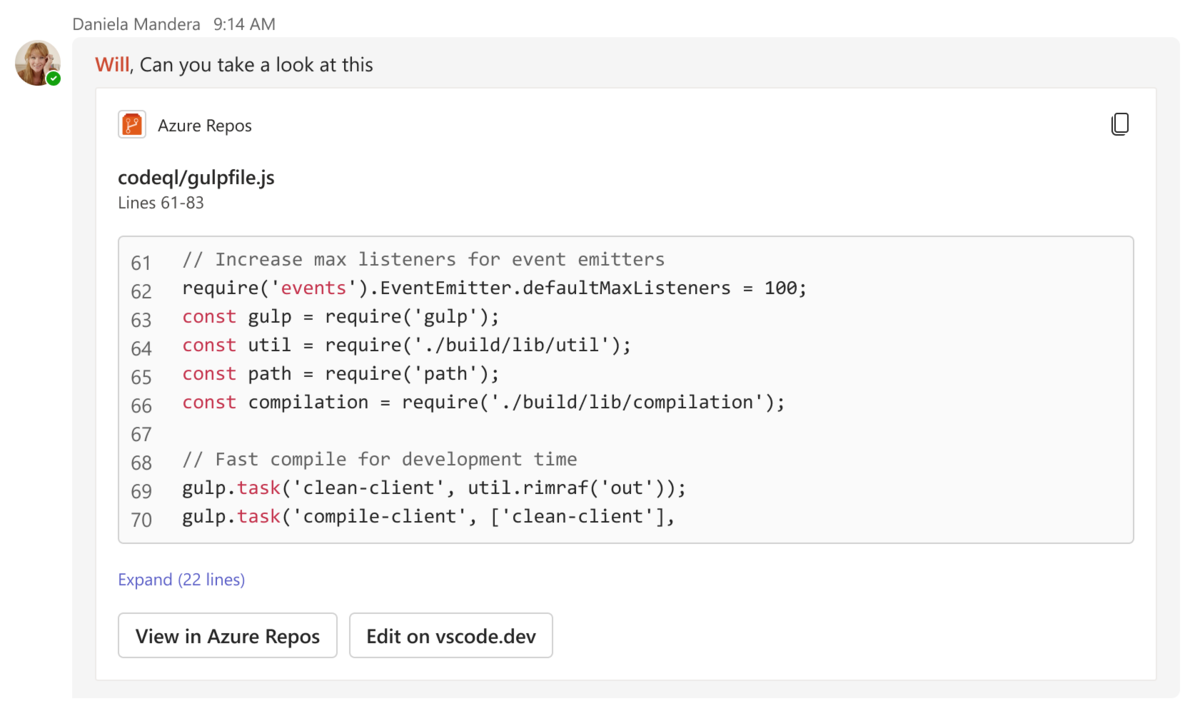 Daniela Mandera 9:14 AM
Will, Can you take a look at this
Azure Repos
codeql/gulpfile.js
Lines 61-83
61 // Increase max listeners for event emitters
62 require('events').EventEmitter.defaultMaxListeners = 100;
63 const gulp = require('gulp');
64 const util = require('./build/lib/util');
65 const path = require('path');
66 const compilation = require('./build/lib/compilation');
67
68 // Fast compile for development time
69 gulp.task('clean-client', util.rimraf('out'));
70 gulp.task('compile-client', ['clean-client'],
Expand (22 lines)
View in Azure Repos Edit on vscode.dev